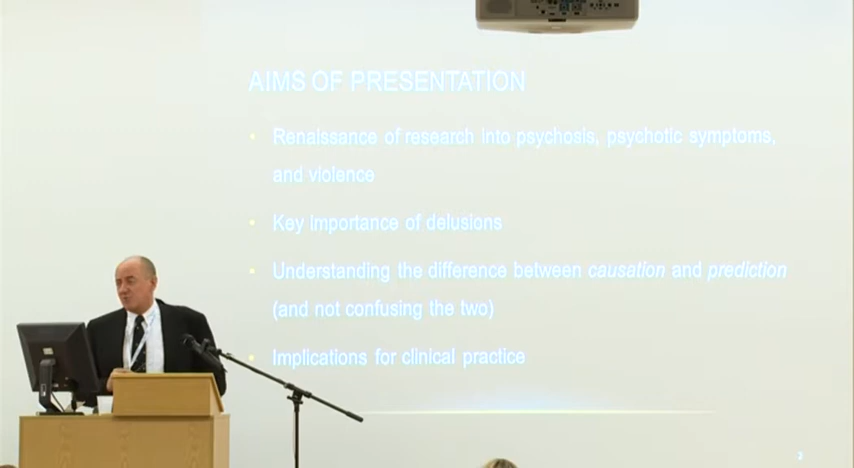 AIMS OF PRESENTATION
• Renaissance of research into psychosis, psychotic symptoms,
and violence
• Key importance of delusions
• Understanding the difference between causation and prediction
(and not confusing the two)
• Implications for clinical practice